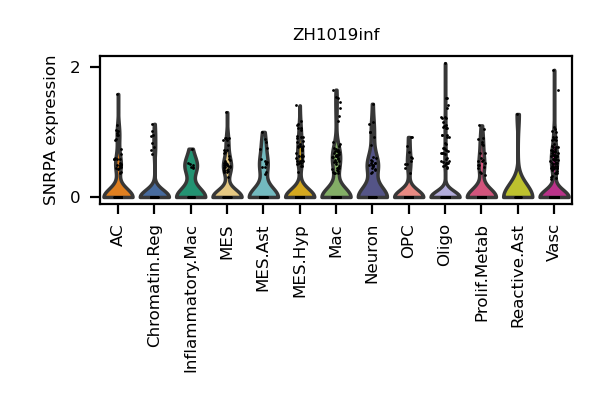 ZH1019inf
SNRPA expression
2
0
AC
Chromatin.Reg
Inflammatory.Mac
MES
MES.Ast
MES.Hyp
Mac
Neuron
OPC
Oligo
Prolif.Metab
Reactive.Ast
Vasc